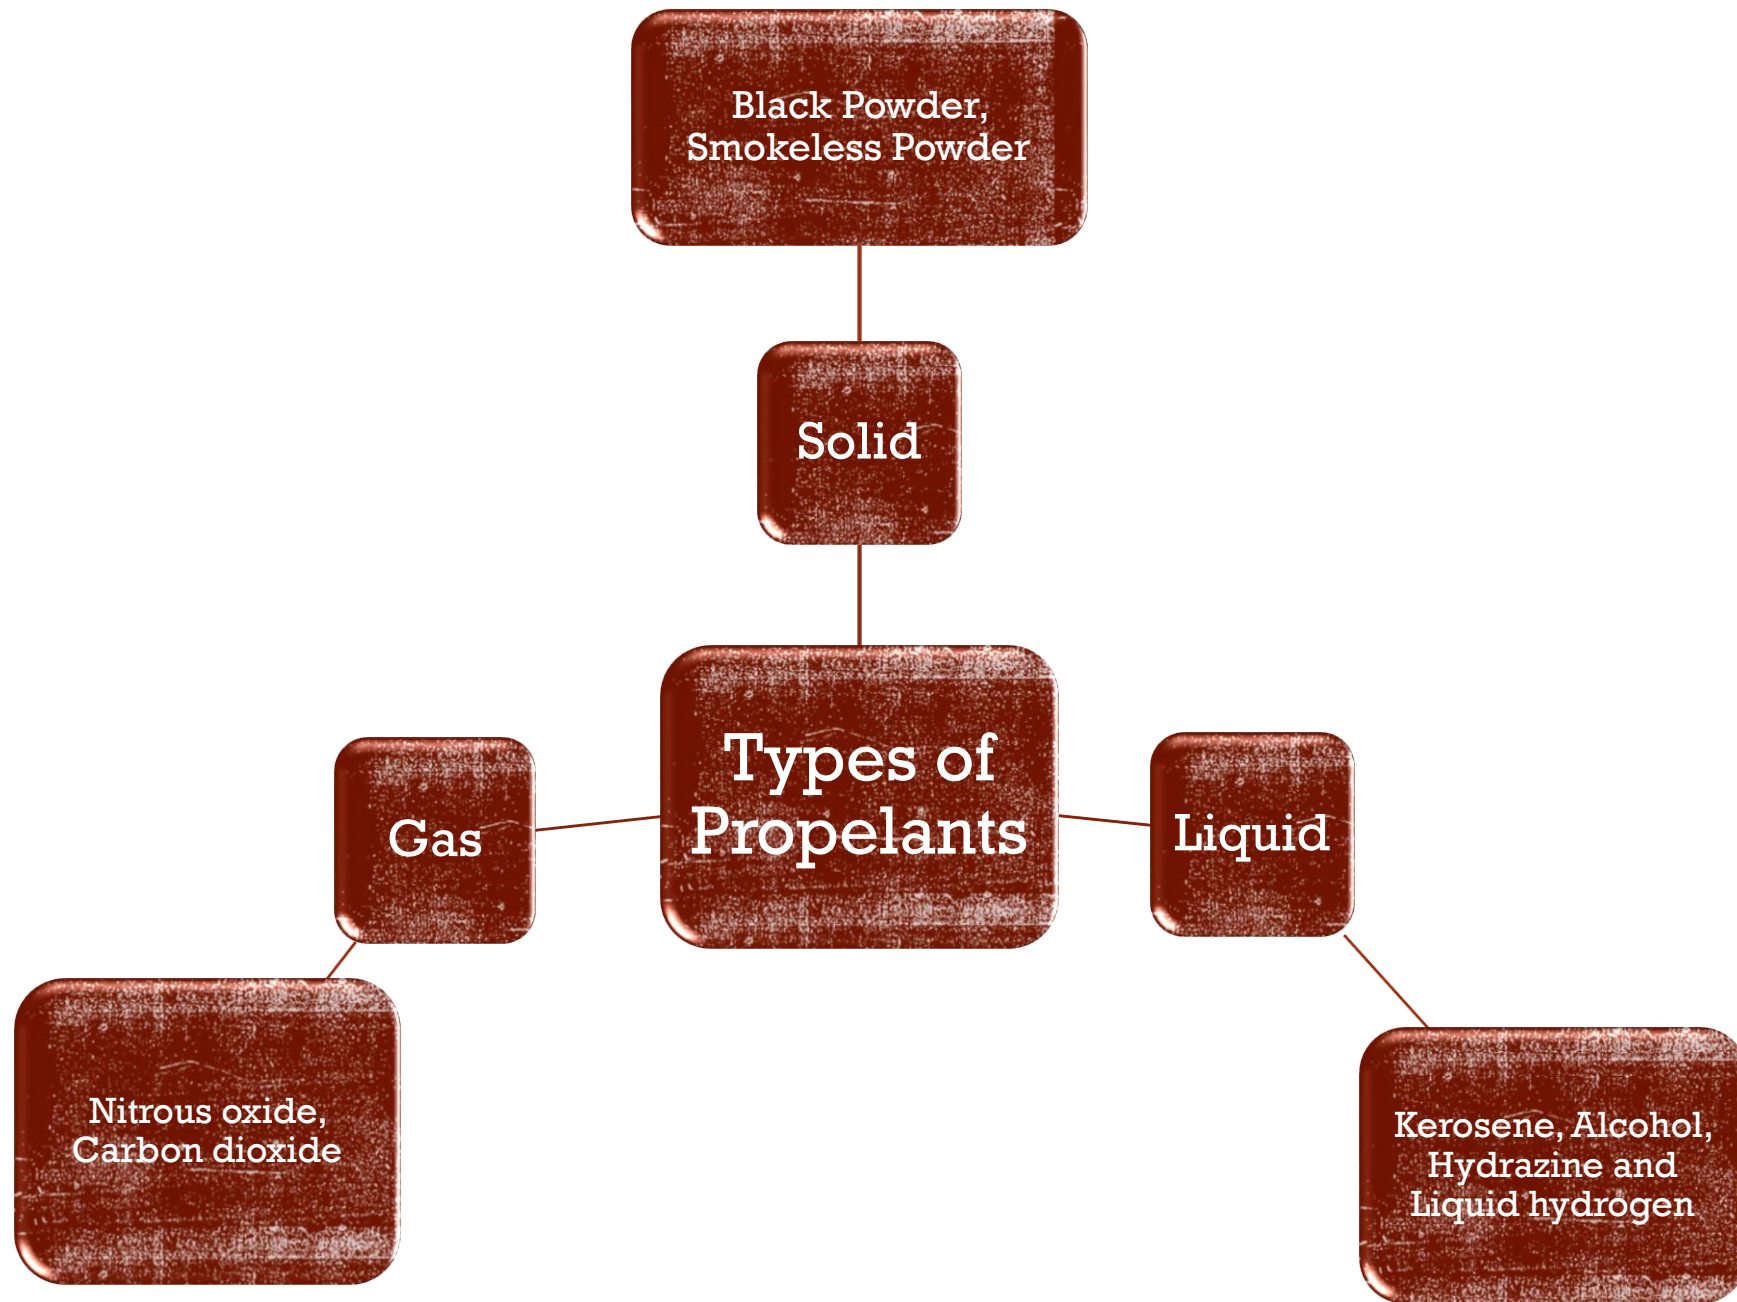 Black Powder,
Smokeless Powder
Solid
Types of
Propelants
Gas
Liquid
Nitrous oxide,
Carbon dioxide
Kerosene, Alcohol,
Hydrazine and
Liquid hydrogen